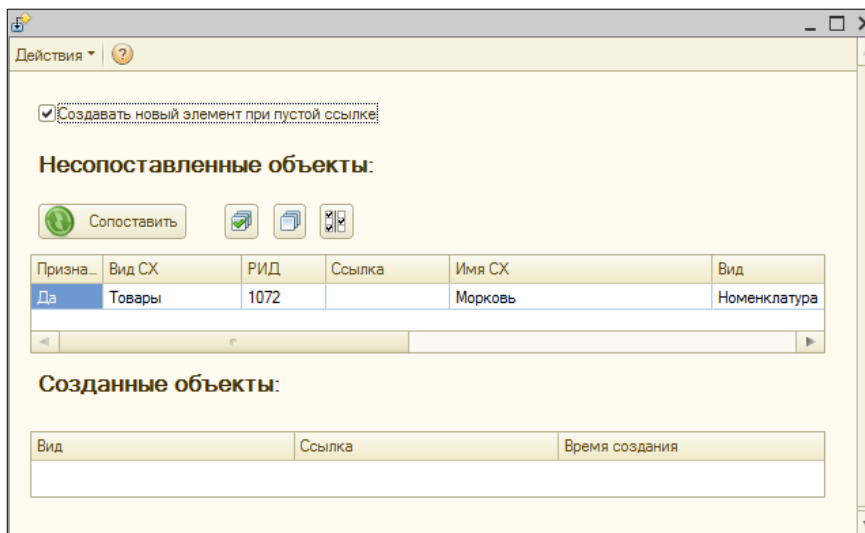 Действия
Создавать новый элемент при пустой ссылке
Несопоставленные объекты:
Сопоставить
Призна... Вид СХ РИД Ссылка Имя СХ Вид
Да Товары 1072 Морковь Номенклатура
Созданные объекты:
Вид Ссылка Время создания